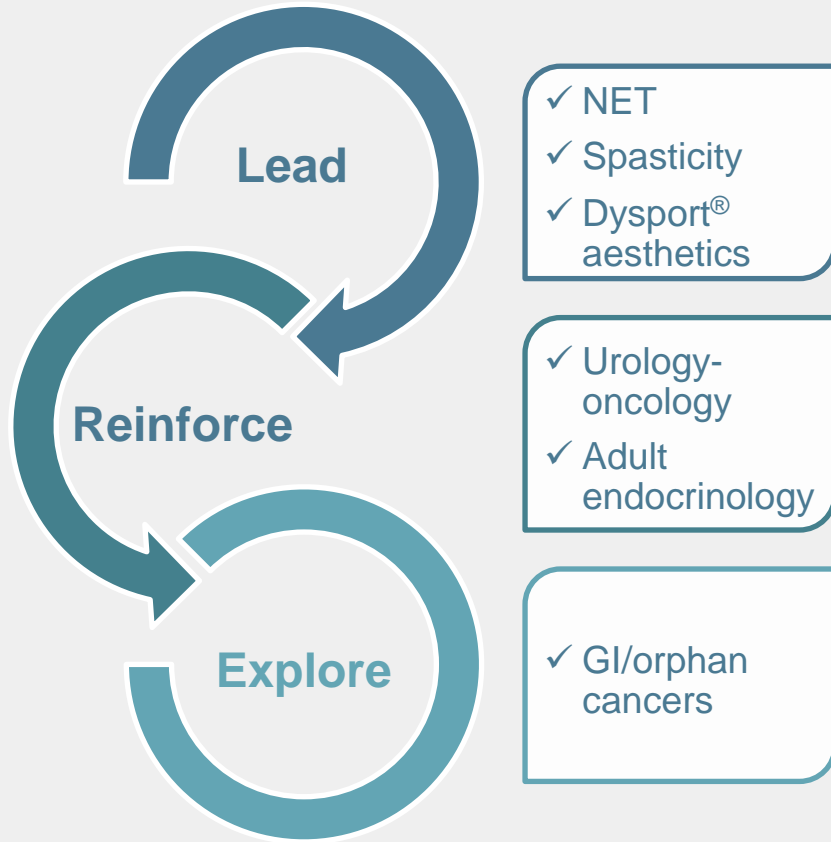 Lead
✓ NET
✓ Spasticity
✓ Dysport®
aesthetics
Reinforce
✓ Urology-
oncology
✓ Adult
endocrinology
Explore
✓ GI/orphan
cancers